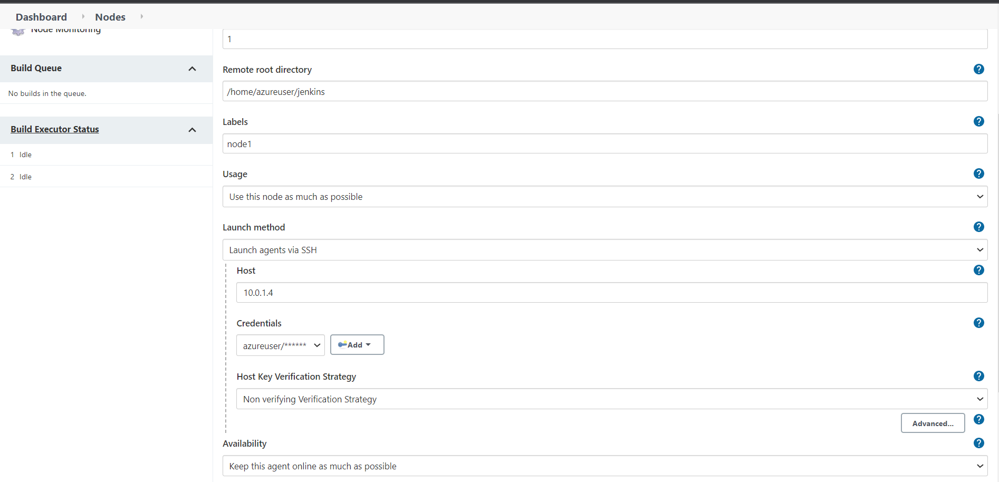 Dashboard
Nodes
Node Monitoring
Build Queue
No builds in the queue.
Build Executor Status
1 Idle
2 Idle
1
Remote root directory
?
/home/azureuser/jenkins
Labels
?
node1
Usage
?
Use this node as much as possible
Launch method
?
Launch agents via SSH
Host
?
10.0.1.4
Credentials
?
azureuser/******
Add
Host Key Verification Strategy
?
Non verifying Verification Strategy
Advanced...
?
Availability
?
Keep this agent online as much as possible